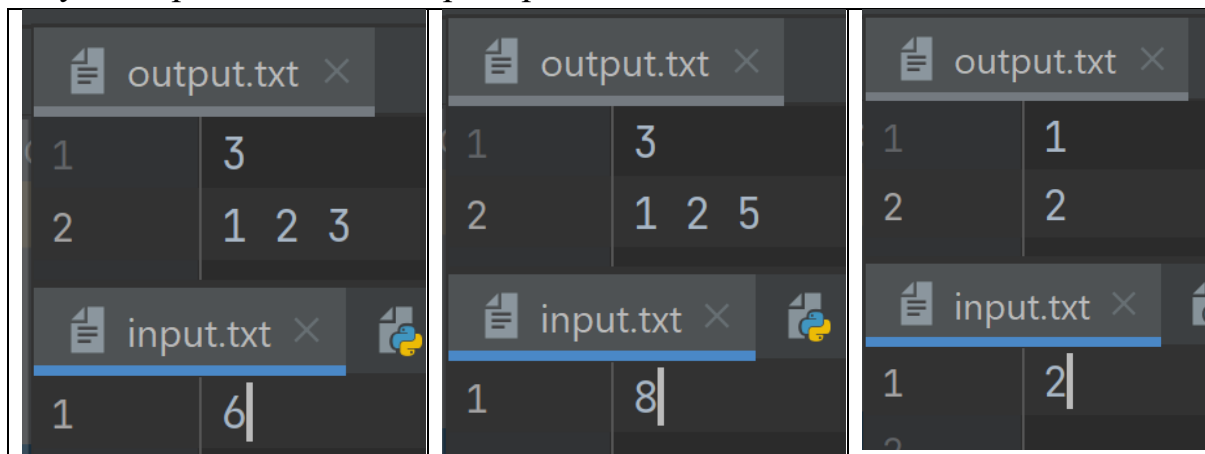 output.txt
1 3
2 1 2 3
input.txt
1 6
output.txt
1 3
2 1 2 5
input.txt
1 8
output.txt
1 1
2 2
input.txt
1 2